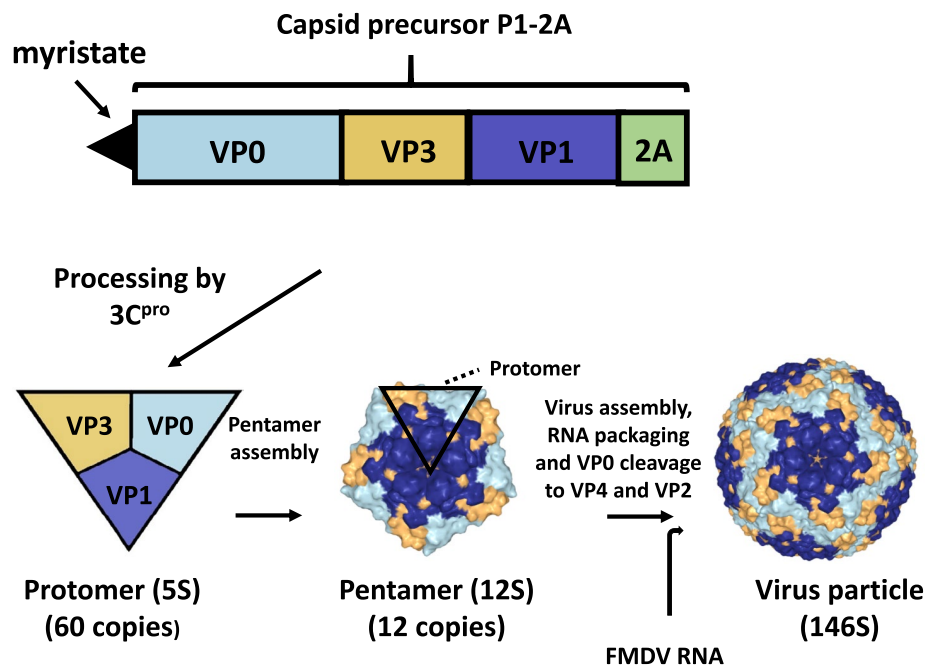 Capsid precursor P1-2A
myristate
VP0 VP3 VP1 2A
Processing by
3Cpro
VP3 VP0
VP1
Pentamer
assembly
Protomer
Virus assembly,
RNA packaging
and VP0 cleavage
to VP4 and VP2
Protomer (5S)
(60 copies)
Pentamer (12S)
(12 copies)
Virus particle
(146S)
FMDV RNA